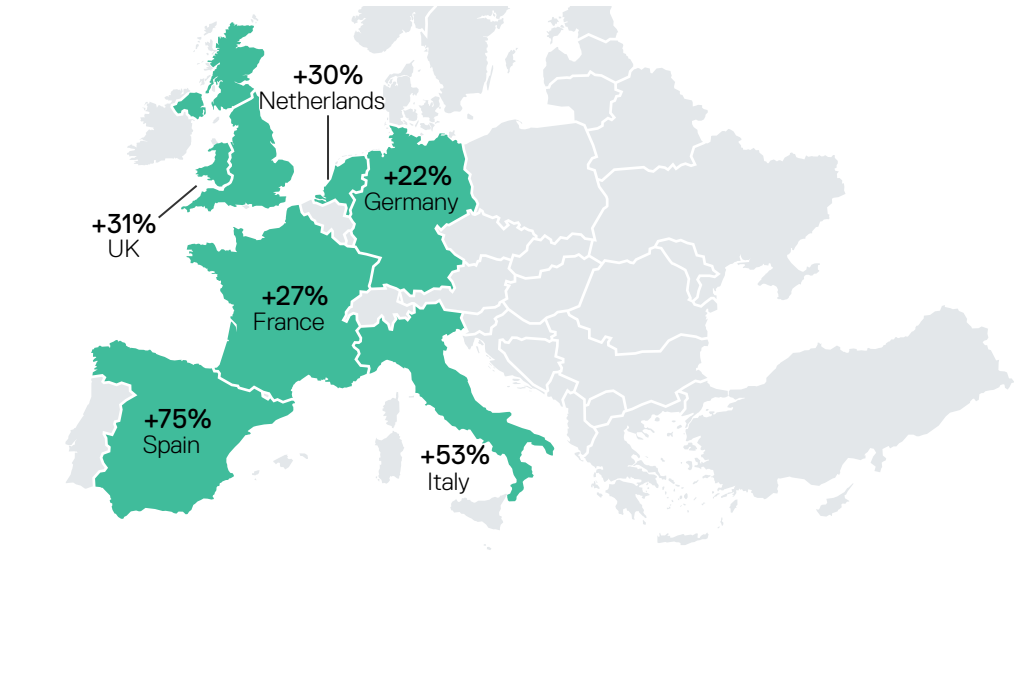 +30%
Netherlands
+22%
Germany
+31%
UK
+27%
France
+75%
Spain
+53%
Italy